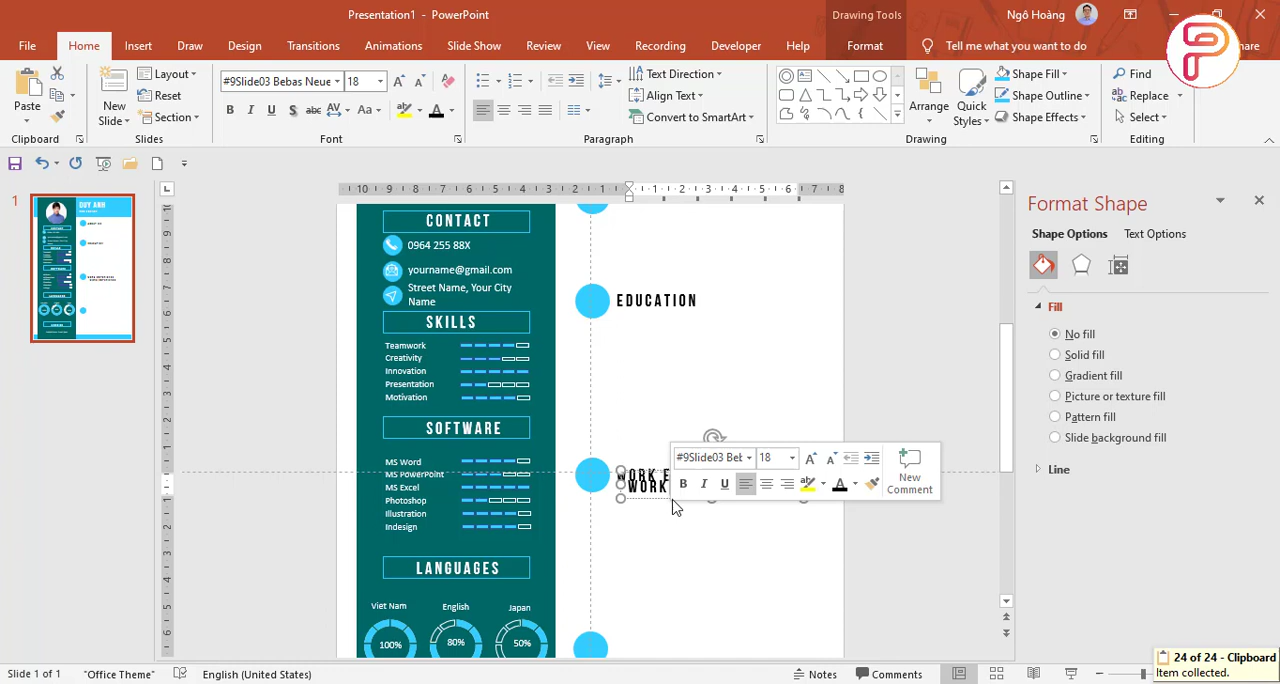 Presentation1 - PowerPoint
Drawing Tools
Ngô Hoàng
File
Home
Insert
Draw
Design
Transitions
Animations
Slide Show
Review
View
Recording
Developer
Help
Format
Tell me what you want to do
Share
Paste
Clipboard
New
Slide
Layout
Reset
Section
Slides
#9Slide03 Bebas Neue
18
Font
Text Direction
Align Text
Convert to SmartArt
Paragraph
Arrange
Quick
Styles
Shape Fill
Shape Outline
Shape Effects
Drawing
Find
Replace
Select
Editing
1
DUY ANH
CONTACT
0964 255 88X
yourname@gmail.com
Street Name, Your City
Name
SKILLS
Teamwork
Creativity
Innovation
Presentation
Motivation
SOFTWARE
MS Word
MS PowerPoint
MS Excel
Photoshop
Illustration
Indesign
LANGUAGES
Viet Nam
English
Japan
100%
80%
50%
EDUCATION
WORK E
WORK
#9Slide03 Bel
18
New
Comment
Format Shape
Shape Options
Text Options
Fill
No fill
Solid fill
Gradient fill
Picture or texture fill
Pattern fill
Slide background fill
Line
Slide 1 of 1
"Office Theme"
English (United States)
Notes
Comments
24 of 24 - Clipboard
Item collected.